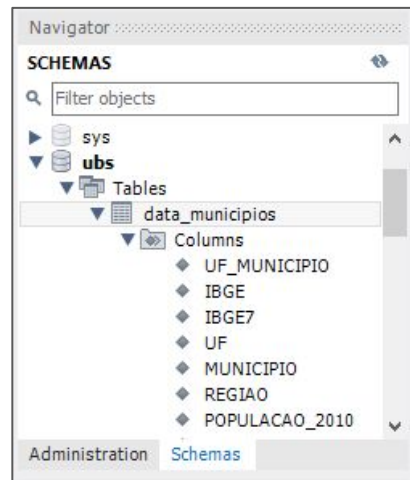 Navigator
SCHEMAS
Filter objects
sys
ubs
Tables
data_municipios
Columns
UF_MUNICIPIO
IBGE
IBGE7
UF
MUNICIPIO
REGIAO
POPULACAO_2010
Administration Schemas